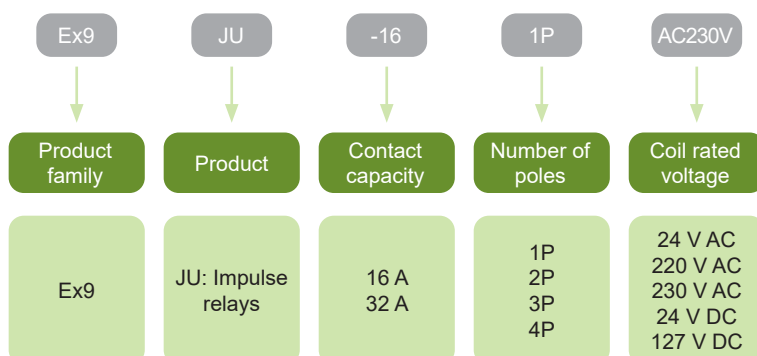 Ex9
JU
-16
1P
AC230V
Product
family
Product
Contact
capacity
Number of
poles
Coil rated
voltage
Ex9
JU: Impulse
relays
16 A
32 A
1P
2P
3P
4P
24 V AC
220 V AC
230 V AC
24 V DC
127 V DC